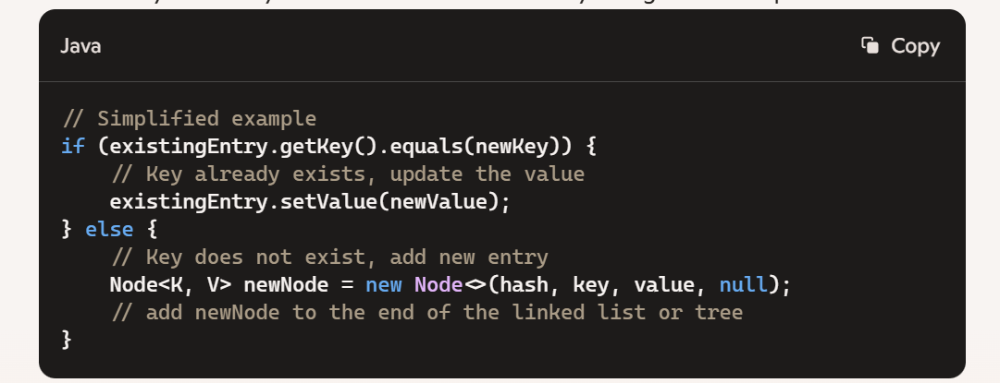 Java
Copy
// Simplified example
if (existingEntry.getKey().equals(newKey)) {
    // Key already exists, update the value
    existingEntry.setValue(newValue);
} else {
    // Key does not exist, add new entry
    Node<K, V> newNode = new Node<>(hash, key, value, null);
    // add newNode to the end of the linked list or tree
}